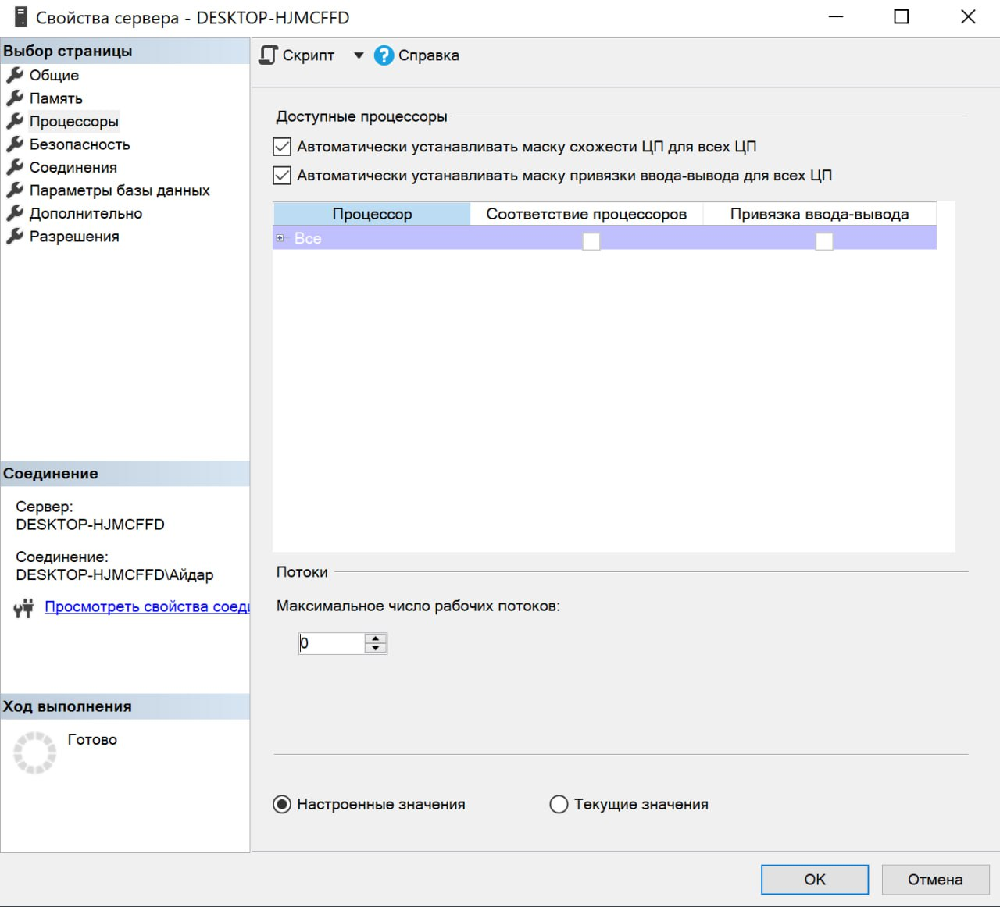 Свойства сервера - DESKTOP-HJMCFFD
Выбор страницы
Общие
Память
Процессоры
Безопасность
Соединения
Параметры базы данных
Дополнительно
Разрешения
Соединение
Сервер:
DESKTOP-HJMCFFD
Соединение:
DESKTOP-HJMCFFD\Айдар
Просмотреть свойства соеді
Ход выполнения
Готово
Скрипт
Справка
Доступные процессоры
Автоматически устанавливать маску схожести ЦП для всех ЦП
Автоматически устанавливать маску привязки ввода-вывода для всех ЦП
Процессор Соответствие процессоров Привязка ввода-вывода
Все
Потоки
Максимальное число рабочих потоков:
0
Настроенные значения Текущие значения
OK Отмена